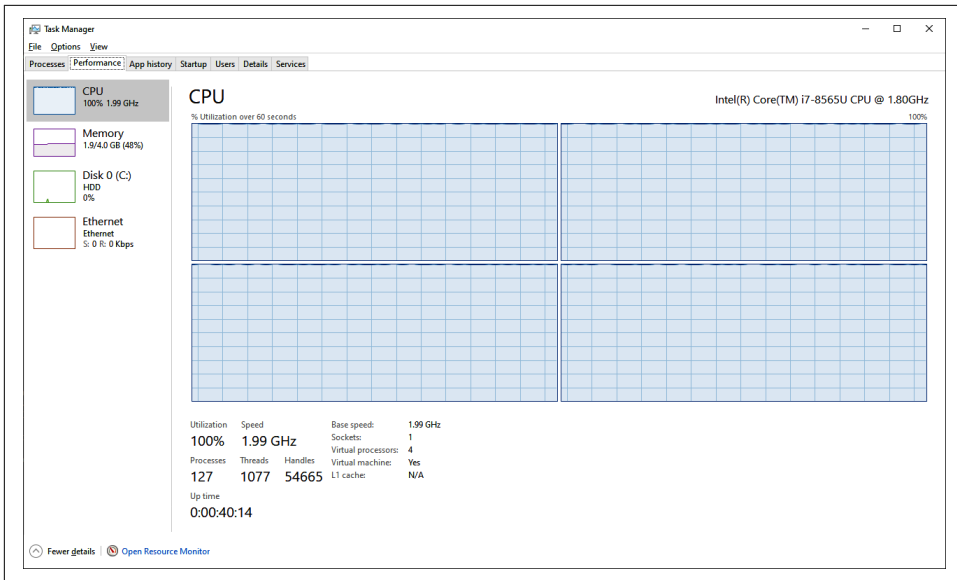 Task Manager
File Options View
Processes Performance App history Startup Users Details Services
CPU
100% 1.99 GHz
Memory
1.9/4.0 GB (48%)
Disk 0 (C:)
HDD
0%
Ethernet
Ethernet
S: 0 R: 0 Kbps
CPU Intel(R) Core(TM) i7-8565U CPU @ 1.80GHz
% Utilization over 60 seconds 100%
Utilization Speed
100% 1.99 GHz
Processes Threads Handles
127 1077 54665
Up time
0:00:40:14
Base speed: 1.99 GHz
Sockets: 1
Virtual processors: 4
Virtual machine: Yes
L1 cache: N/A
Fewer details Open Resource Monitor